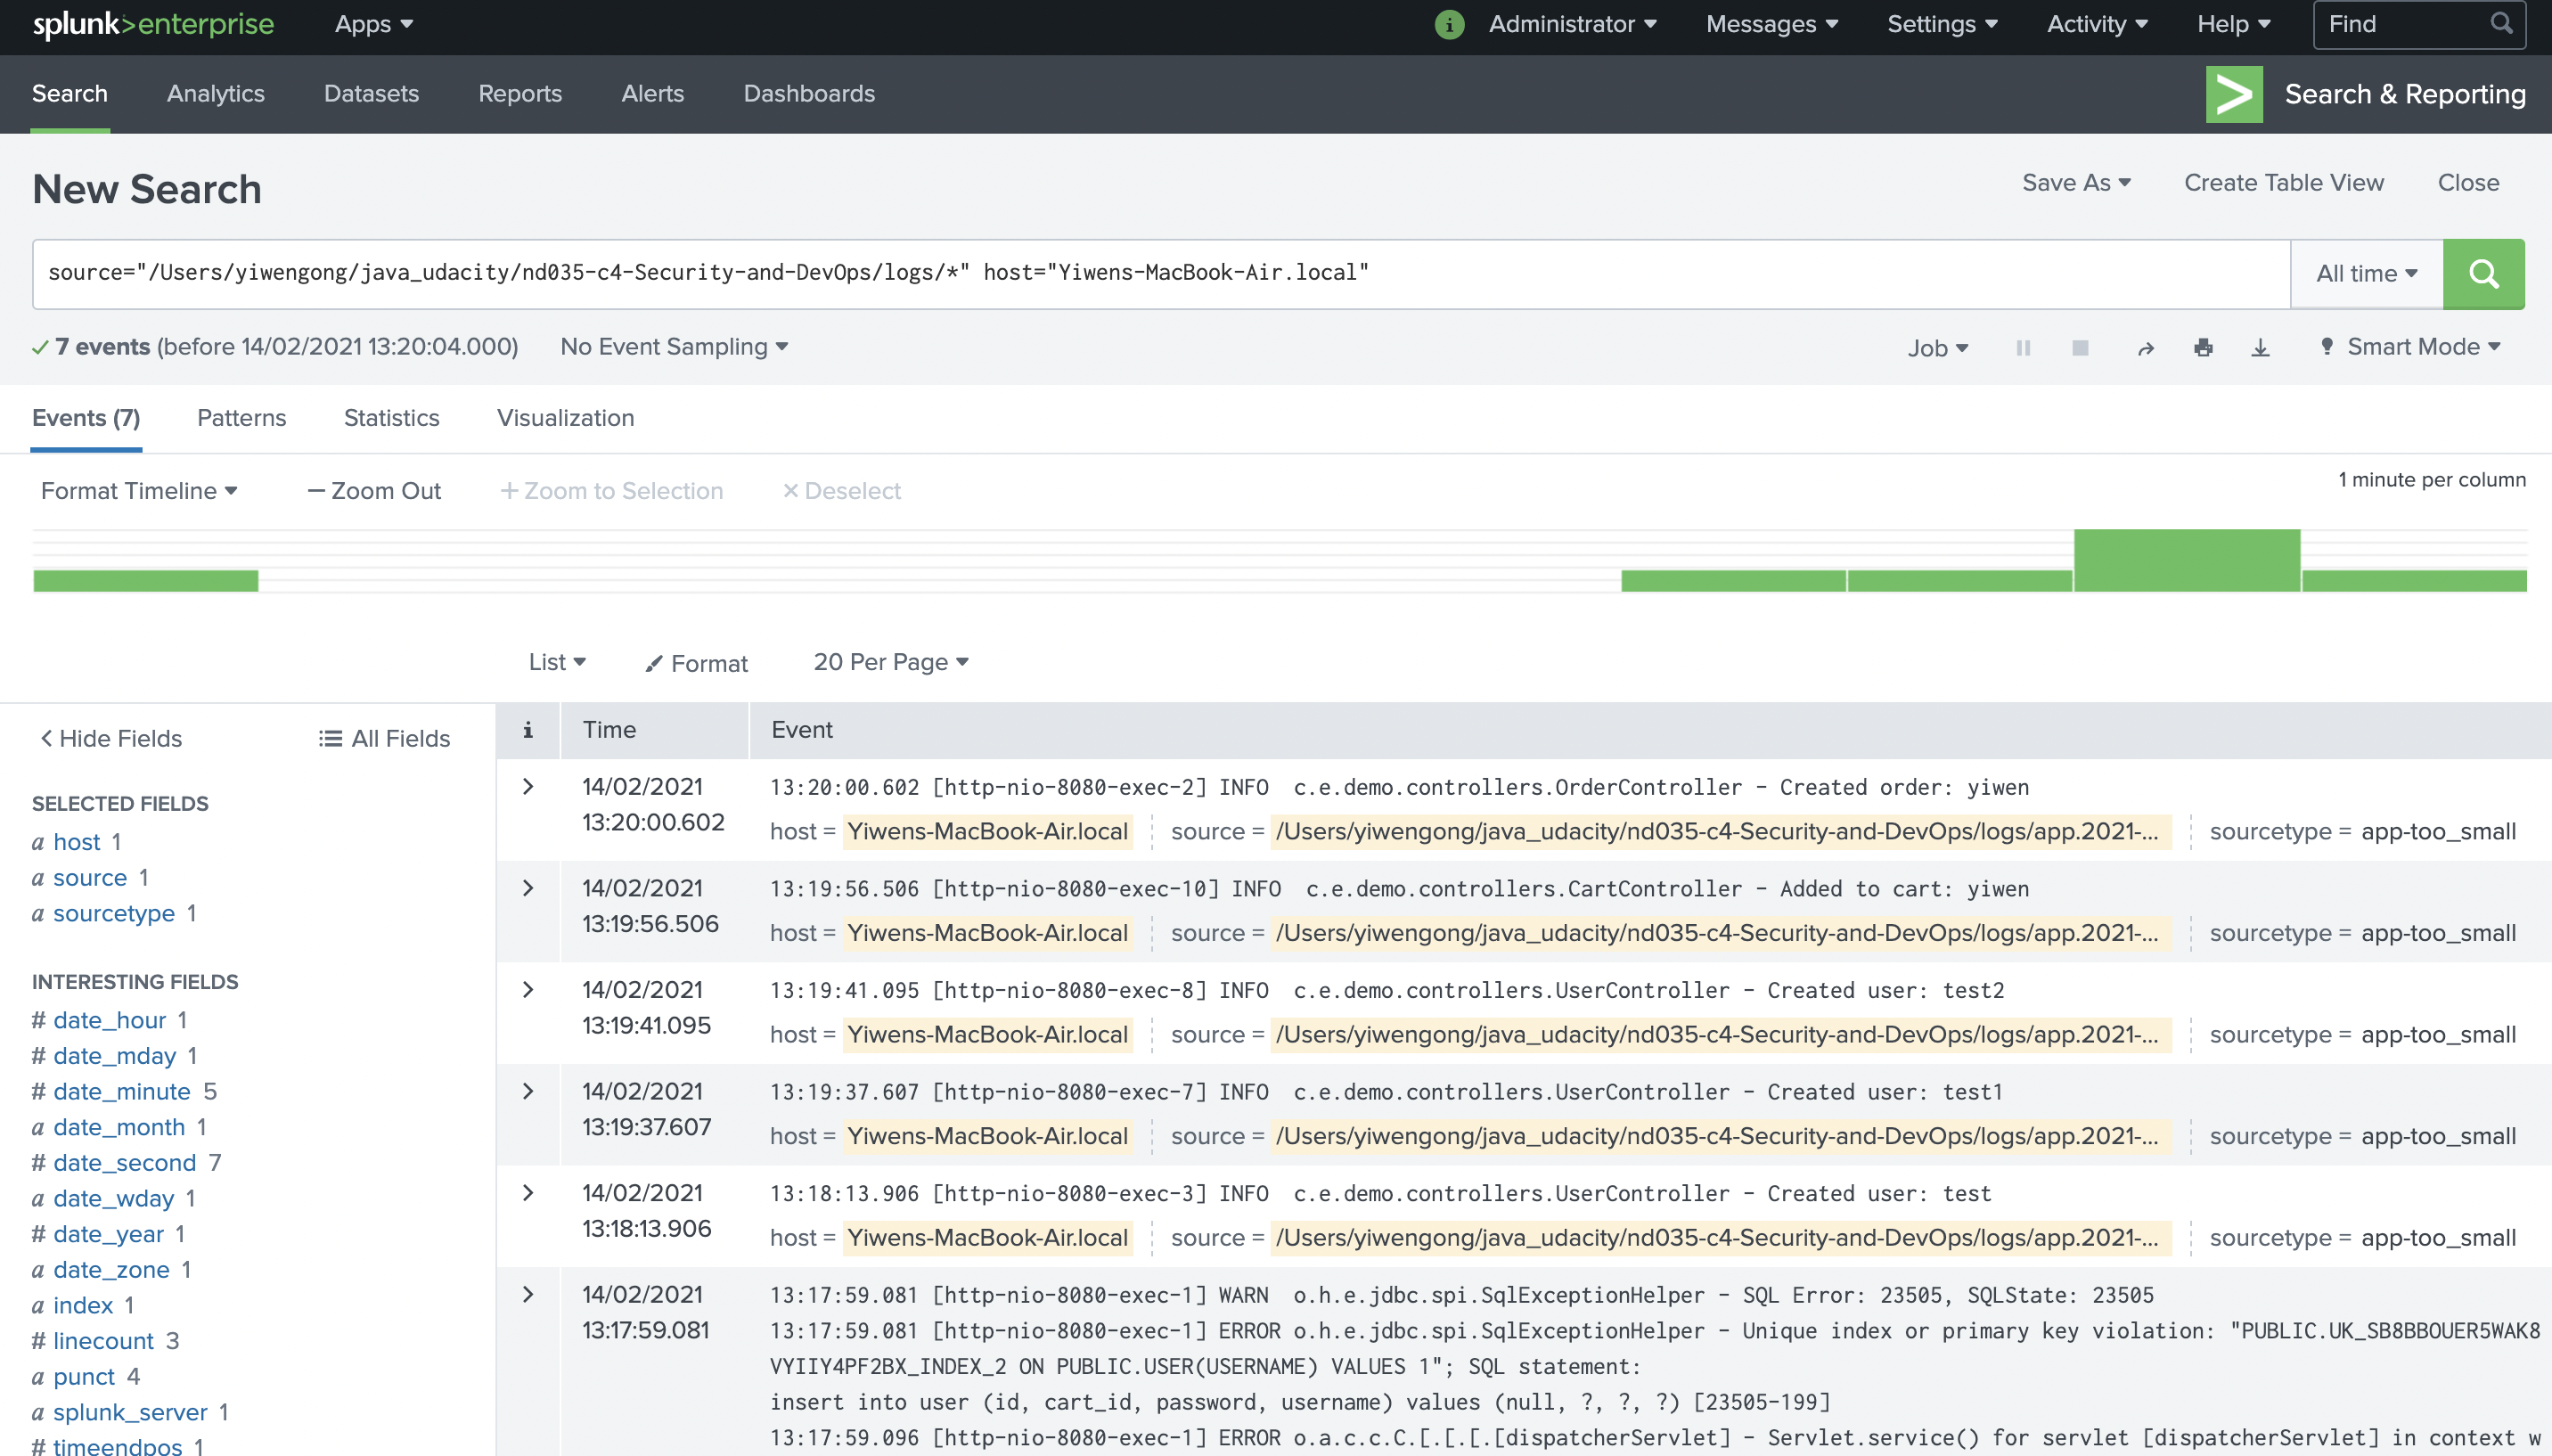 splunk>enterprise Apps Administrator Messages Settings Activity Help Find
Search Analytics Datasets Reports Alerts Dashboards Search & Reporting
New Search Save As Create Table View Close
source="/Users/yiwengong/java_udacity/nd035-c4-Security-and-DevOps/logs/*" host="Yiwens-MacBook-Air.local" All time
7 events (before 14/02/2021 13:20:04.000) No Event Sampling Job Smart Mode
Events (7) Patterns Statistics Visualization
Format Timeline — Zoom Out + Zoom to Selection × Deselect 1 minute per column
List Format 20 Per Page
Hide Fields All Fields
SELECTED FIELDS
a host 1
a source 1
a sourcetype 1
INTERESTING FIELDS
# date_hour 1
# date_mday 1
# date_minute 5
a date_month 1
# date_second 7
a date_wday 1
# date_year 1
a date_zone 1
a index 1
# linecount 3
a punct 4
a splunk_server 1
# timeendpos 1
i Time Event
14/02/2021 13:20:00.602 [http-nio-8080-exec-2] INFO c.e.demo.controllers.OrderController - Created order: yiwen
13:20:00.602 host = Yiwens-MacBook-Air.local source = /Users/yiwengong/java_udacity/nd035-c4-Security-and-DevOps/logs/app.2021-... sourcetype = app-too_small
14/02/2021 13:19:56.506 [http-nio-8080-exec-10] INFO c.e.demo.controllers.CartController - Added to cart: yiwen
13:19:56.506 host = Yiwens-MacBook-Air.local source = /Users/yiwengong/java_udacity/nd035-c4-Security-and-DevOps/logs/app.2021-... sourcetype = app-too_small
14/02/2021 13:19:41.095 [http-nio-8080-exec-8] INFO c.e.demo.controllers.UserController - Created user: test2
13:19:41.095 host = Yiwens-MacBook-Air.local source = /Users/yiwengong/java_udacity/nd035-c4-Security-and-DevOps/logs/app.2021-... sourcetype = app-too_small
14/02/2021 13:19:37.607 [http-nio-8080-exec-7] INFO c.e.demo.controllers.UserController - Created user: test1
13:19:37.607 host = Yiwens-MacBook-Air.local source = /Users/yiwengong/java_udacity/nd035-c4-Security-and-DevOps/logs/app.2021-... sourcetype = app-too_small
14/02/2021 13:18:13.906 [http-nio-8080-exec-3] INFO c.e.demo.controllers.UserController - Created user: test
13:18:13.906 host = Yiwens-MacBook-Air.local source = /Users/yiwengong/java_udacity/nd035-c4-Security-and-DevOps/logs/app.2021-... sourcetype = app-too_small
14/02/2021 13:17:59.081 [http-nio-8080-exec-1] WARN o.h.e.jdbc.spi.SqlExceptionHelper - SQL Error: 23505, SQLState: 23505
13:17:59.081 13:17:59.081 [http-nio-8080-exec-1] ERROR o.h.e.jdbc.spi.SqlExceptionHelper - Unique index or primary key violation: "PUBLIC.UK_SB8BBOUER5WAK8
VYIIY4PF2BX_INDEX_2 ON PUBLIC.USER(USERNAME) VALUES 1"; SQL statement:
insert into user (id, cart_id, password, username) values (null, ?, ?, ?) [23505-199]
13:17:59.096 [http-nio-8080-exec-1] ERROR o.a.c.c.C.[.[.[.[dispatcherServlet] - Servlet.service() for servlet [dispatcherServlet] in context w